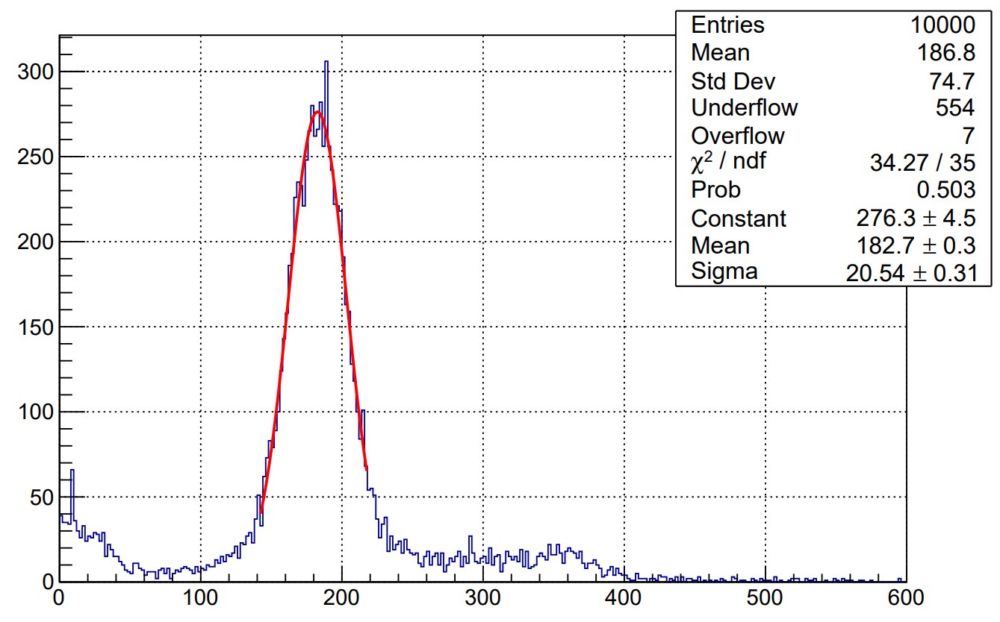 Entries 10000
Mean 186.8
Std Dev 74.7
Underflow 554
Overflow 7
χ² / ndf 34.27 / 35
Prob 0.503
Constant 276.3 ± 4.5
Mean 182.7 ± 0.3
Sigma 20.54 ± 0.31
300
250
200
150
100
50
0
0 100 200 300 400 500 600